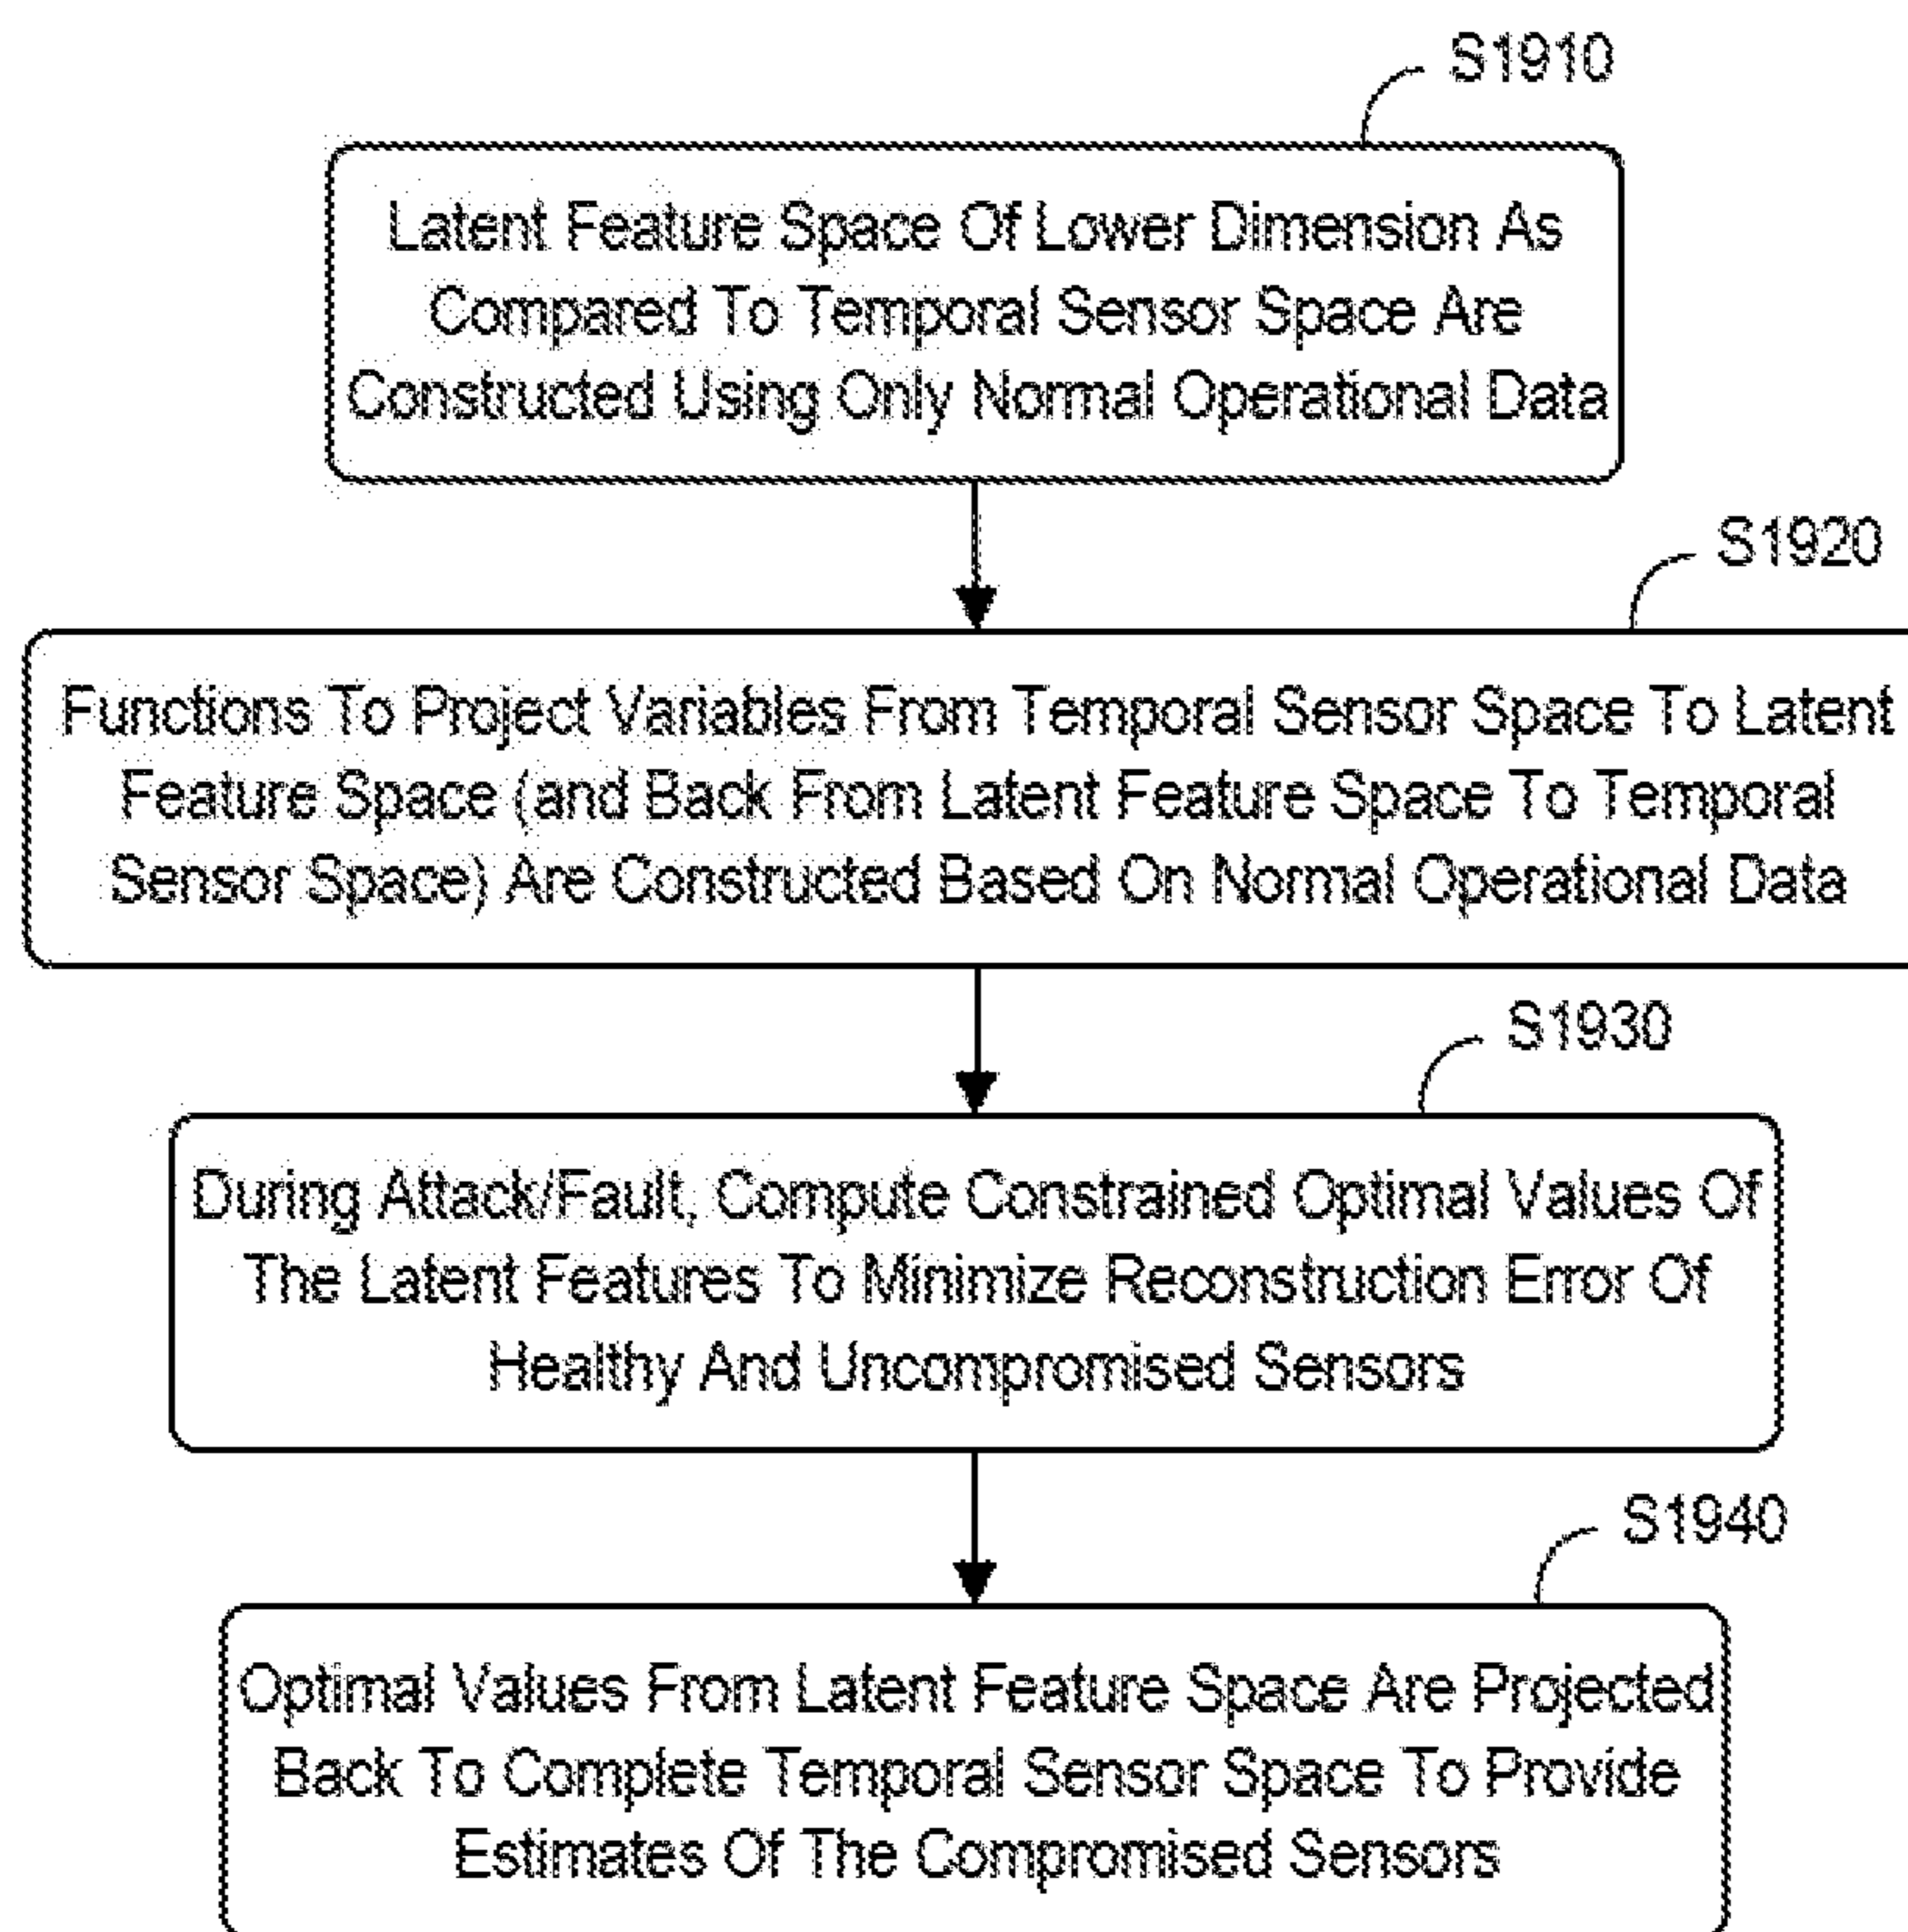 S1910
Latent Feature Space Of Lower Dimension As
Compared To Temporal Sensor Space Are
Constructed Using Only Normal Operational Data
S1920
Functions To Project Variables From Temporal Sensor Space To Latent
Feature Space (and Back From Latent Feature Space To Temporal
Sensor Space) Are Constructed Based On Normal Operational Data
S1930
During Attack/Fault, Compute Constrained Optimal Values Of
The Latent Features To Minimize Reconstruction Error Of
Healthy And Uncompromised Sensors
S1940
Optimal Values From Latent Feature Space Are Projected
Back To Complete Temporal Sensor Space To Provide
Estimates Of The Compromised Sensors